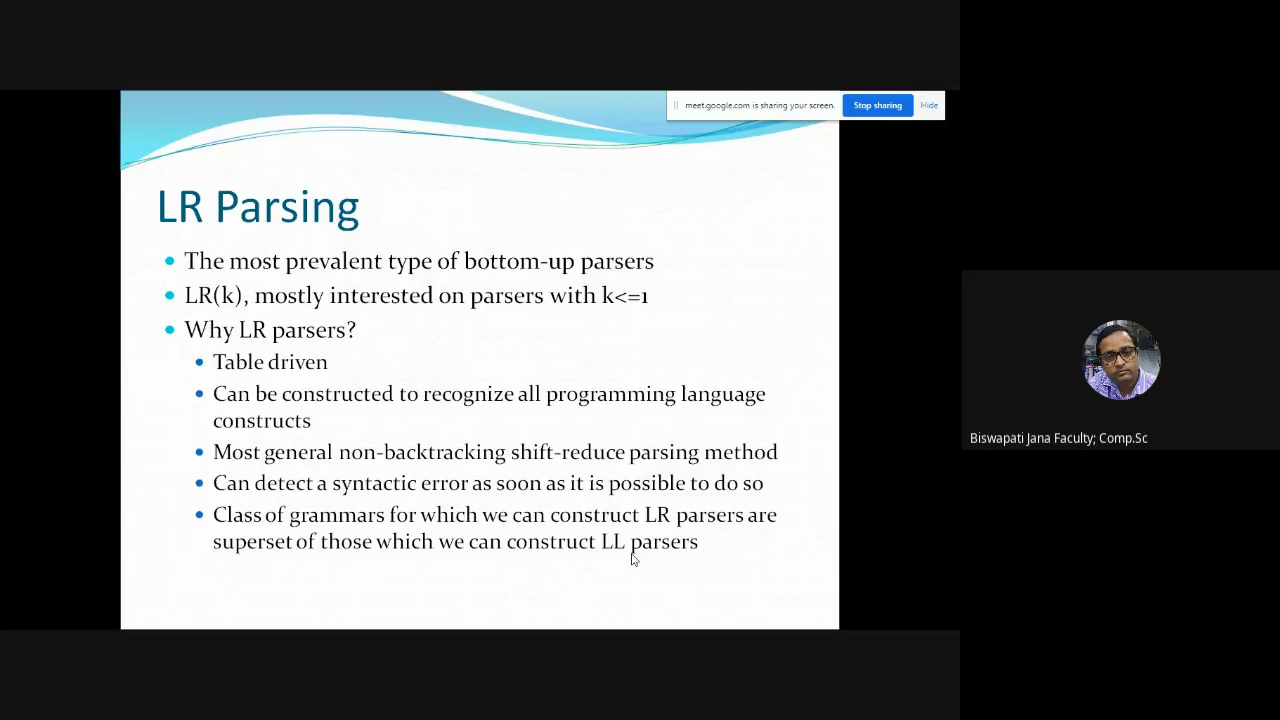 meet.google.com is sharing your screen.
Stop sharing
Hide
LR Parsing
The most prevalent type of bottom-up parsers
LR(k), mostly interested on parsers with k<=1
Why LR parsers?
Table driven
Can be constructed to recognize all programming language
constructs
Most general non-backtracking shift-reduce parsing method
Can detect a syntactic error as soon as it is possible to do so
Class of grammars for which we can construct LR parsers are
superset of those which we can construct LL parsers
Biswapati Jana Faculty; Comp.Sc